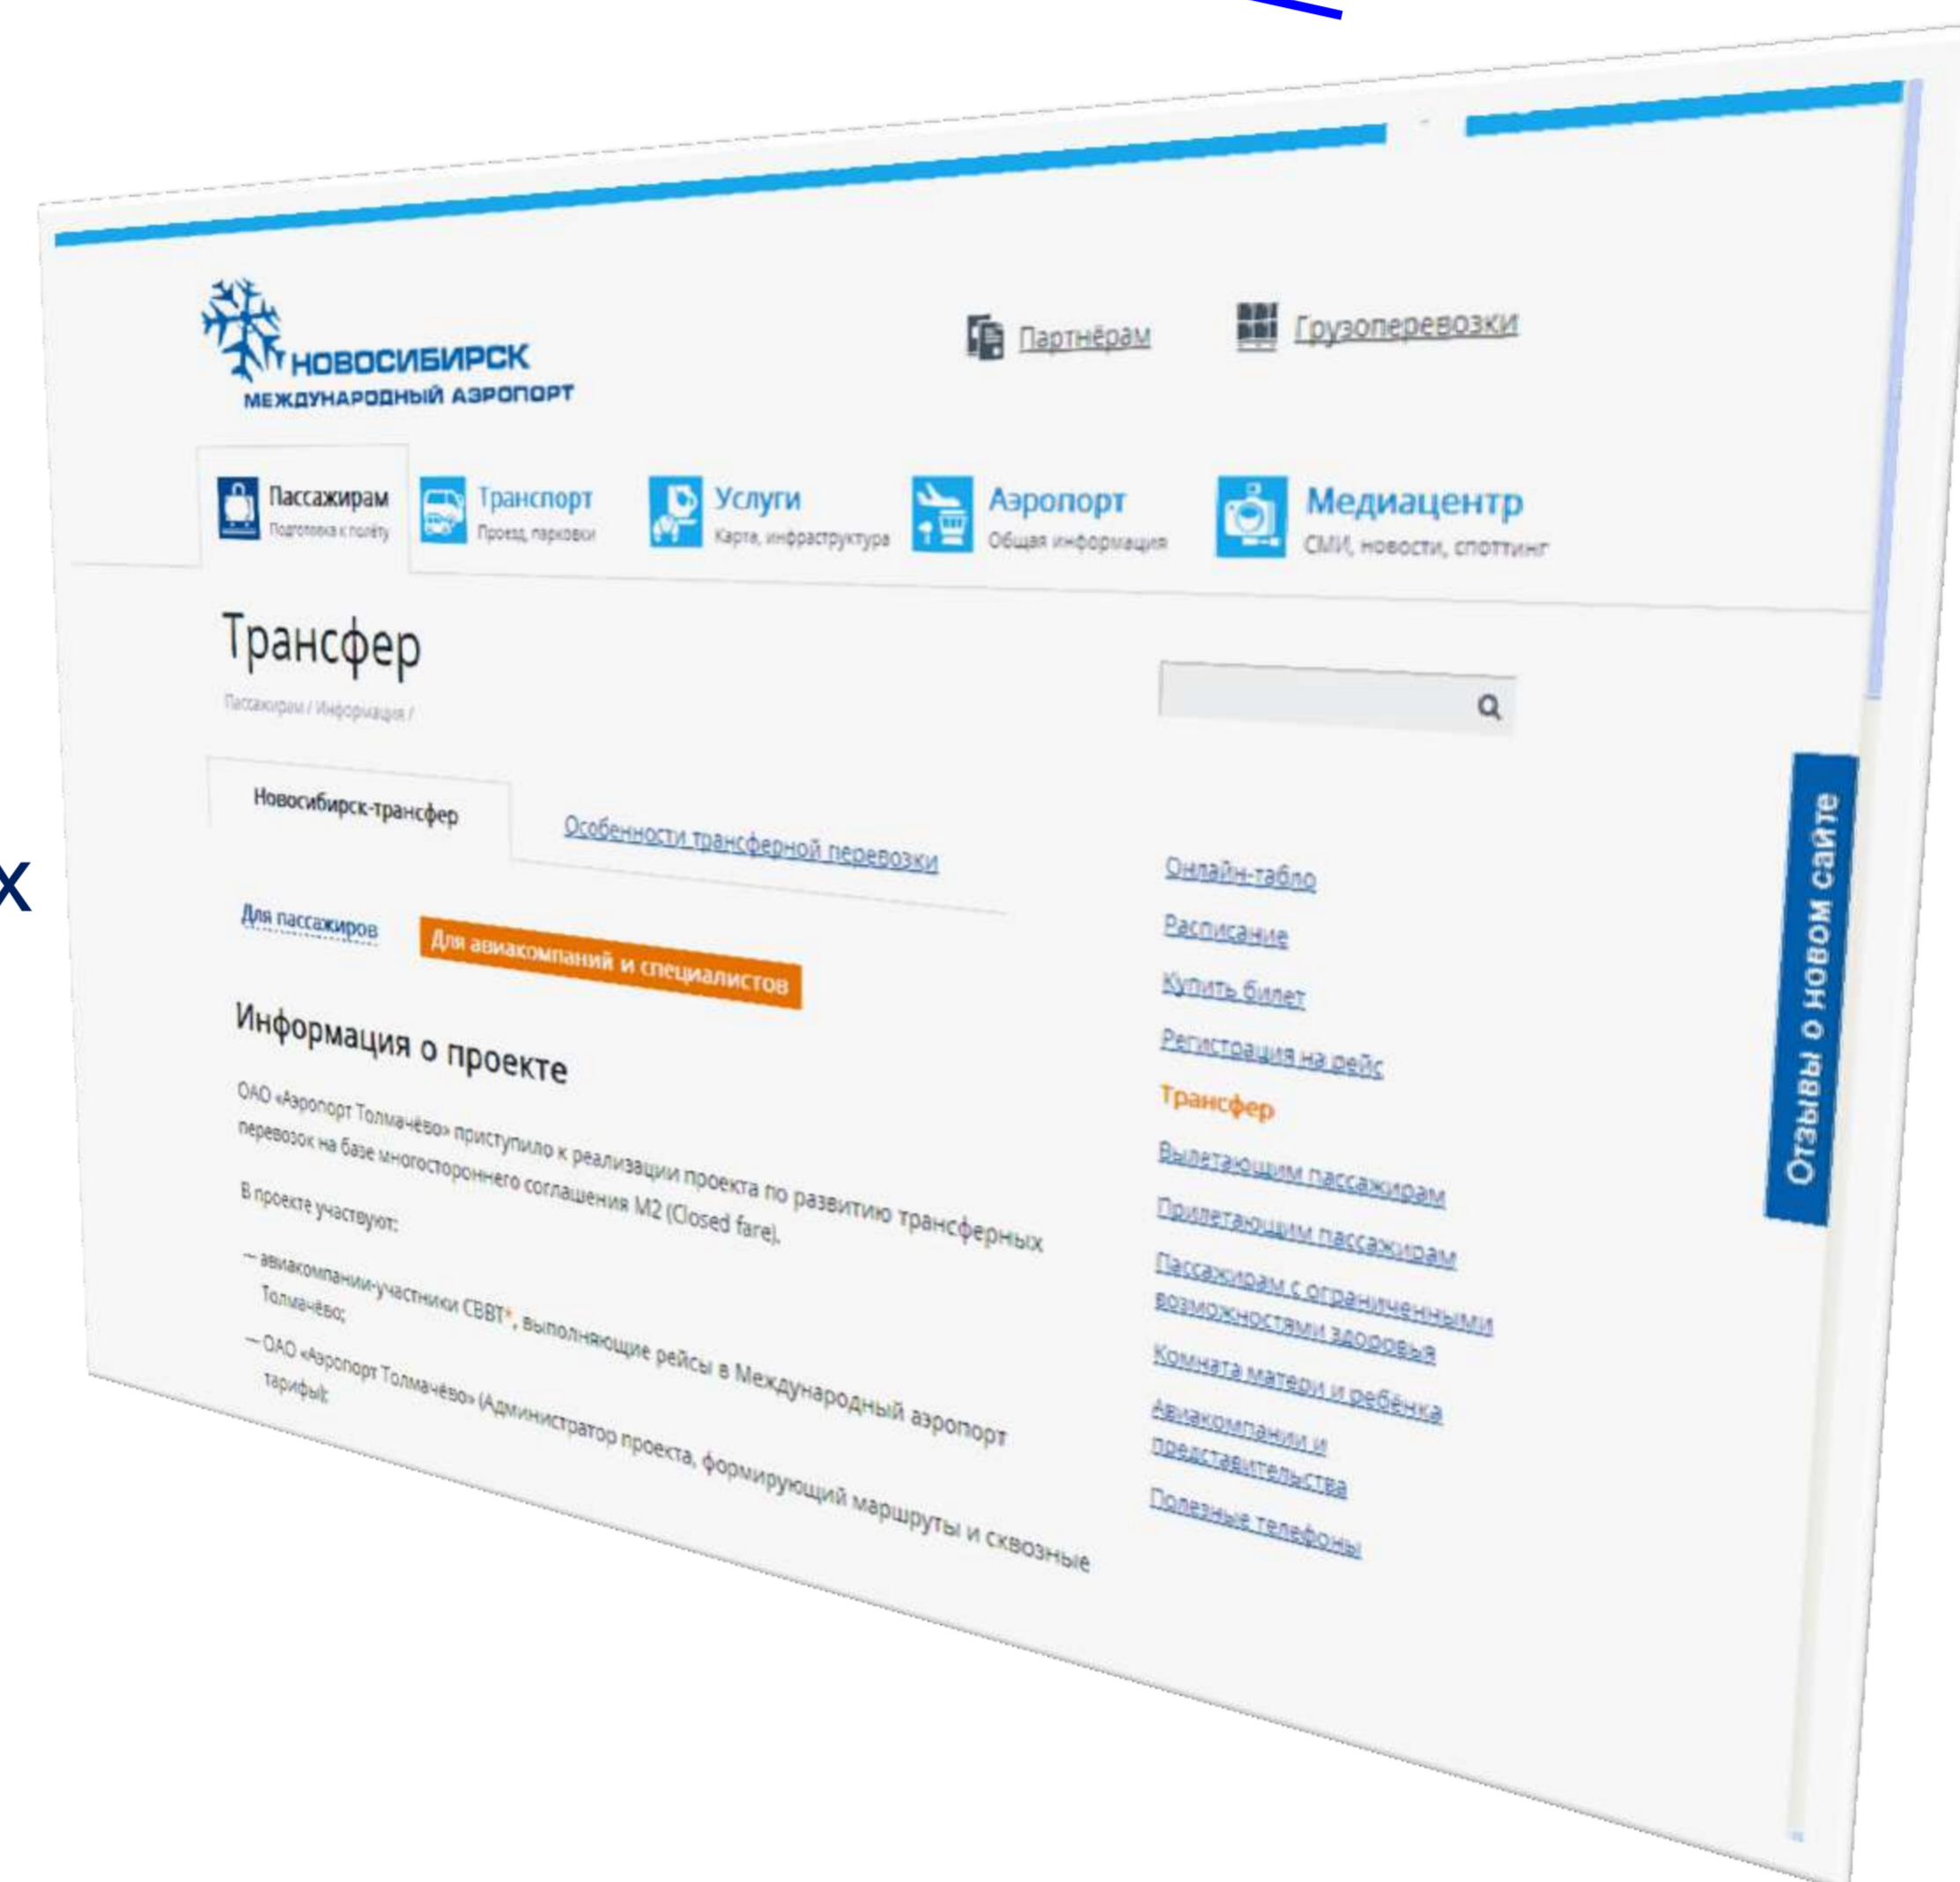 НОВОСИБИРСК
МЕЖДУНАРОДНЫЙ АЭРОПОРТ
Партнёрам
Грузоперевозки
Пассажирам
Подготовка к полёту
Транспорт
Проезд, парковки
Услуги
Карта, инфраструктура
Аэропорт
Общая информация
Медиацентр
СМИ, новости, споттинг
Трансфер
Пассажирам / Информация /
Новосибирск-трансфер
Особенности трансферной перевозки
Для пассажиров
Для авиакомпаний и специалистов
Информация о проекте
ОАО «Аэропорт Толмачёво» приступило к реализации проекта по развитию трансферных
перевозок на базе многостороннего соглашения М2 (Closed fare).
В проекте участвуют:
— авиакомпании-участники СВВТ*, выполняющие рейсы в Международный аэропорт
Толмачёво;
— ОАО «Аэропорт Толмачёво» (Администратор проекта, формирующий маршруты и сквозные
тарифы);
Онлайн-табло
Расписание
Купить билет
Регистрация на рейс
Трансфер
Вылетающим пассажирам
Прилетающим пассажирам
Пассажирам с ограниченными
возможностями здоровья
Комната матери и ребёнка
Авиакомпании и
представительства
Полезные телефоны
Отзывы о новом сайте
х